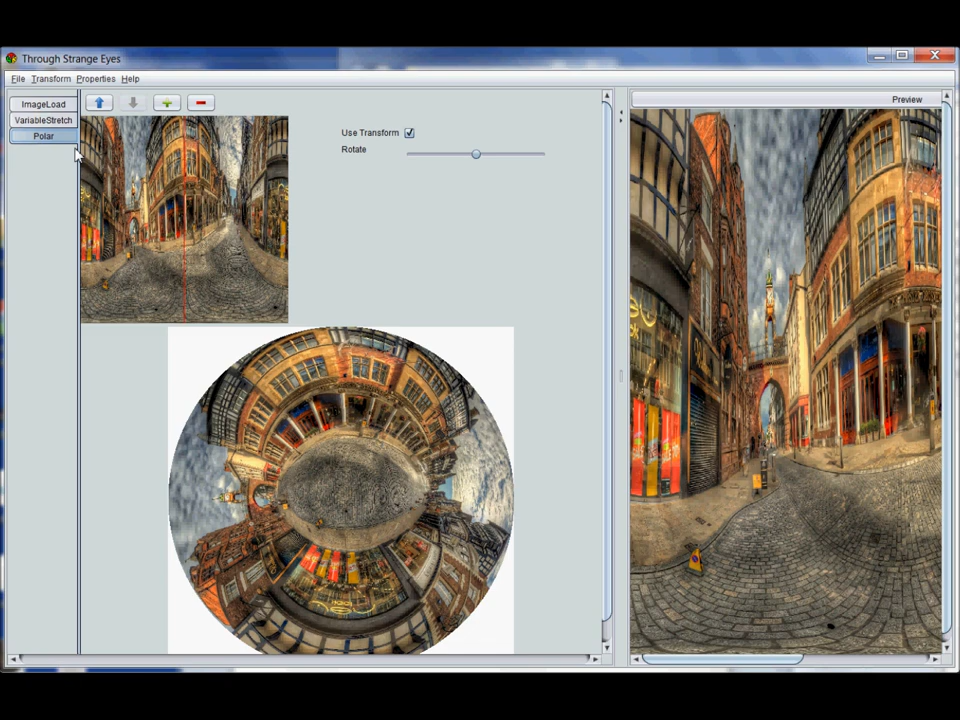 Through Strange Eyes
File Transform Properties Help
ImageLoad
VariableStretch
Polar
Use Transform
Rotate
Preview